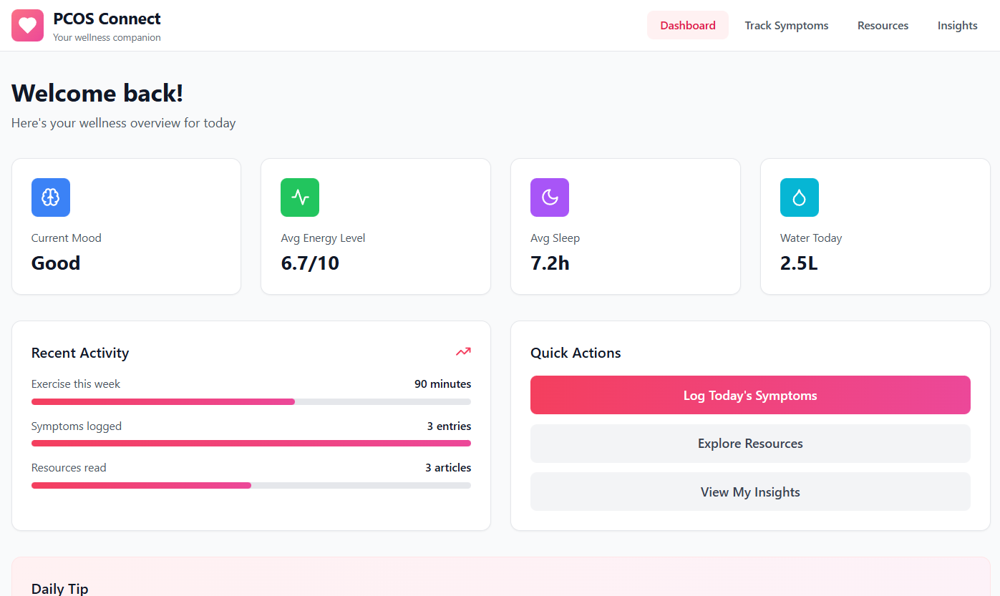 PCOS Connect
Your wellness companion
Dashboard
Track Symptoms
Resources
Insights
Welcome back!
Here's your wellness overview for today
Current Mood
Good
Avg Energy Level
6.7/10
Avg Sleep
7.2h
Water Today
2.5L
Recent Activity
Exercise this week 90 minutes
Symptoms logged 3 entries
Resources read 3 articles
Quick Actions
Log Today's Symptoms
Explore Resources
View My Insights
Daily Tip